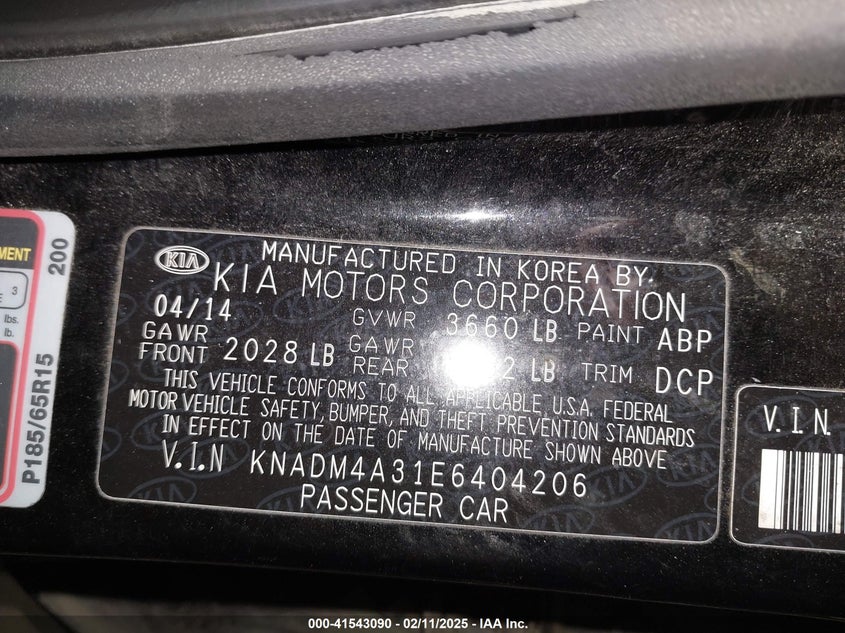 KIA
MANUFACTURED IN KOREA BY:
KIA MOTORS CORPORATION
04/14 GVWR 3660 LB PAINT ABP
GAWR FRONT 2028 LB GAWR REAR LB TRIM DCP
THIS VEHICLE CONFORMS TO ALL APPLICABLE U.S.A. FEDERAL
MOTOR VEHICLE SAFETY, BUMPER, AND THEFT PREVENTION STANDARDS
IN EFFECT ON THE DATE OF MANUFACTURE SHOWN ABOVE
V.I.N KNADM4A31E6404206
PASSENGER CAR
3
lbs.
lb.
200
P185/65R15
V.I.N.
000-41543090 - 02/11/2025 - IAA Inc.